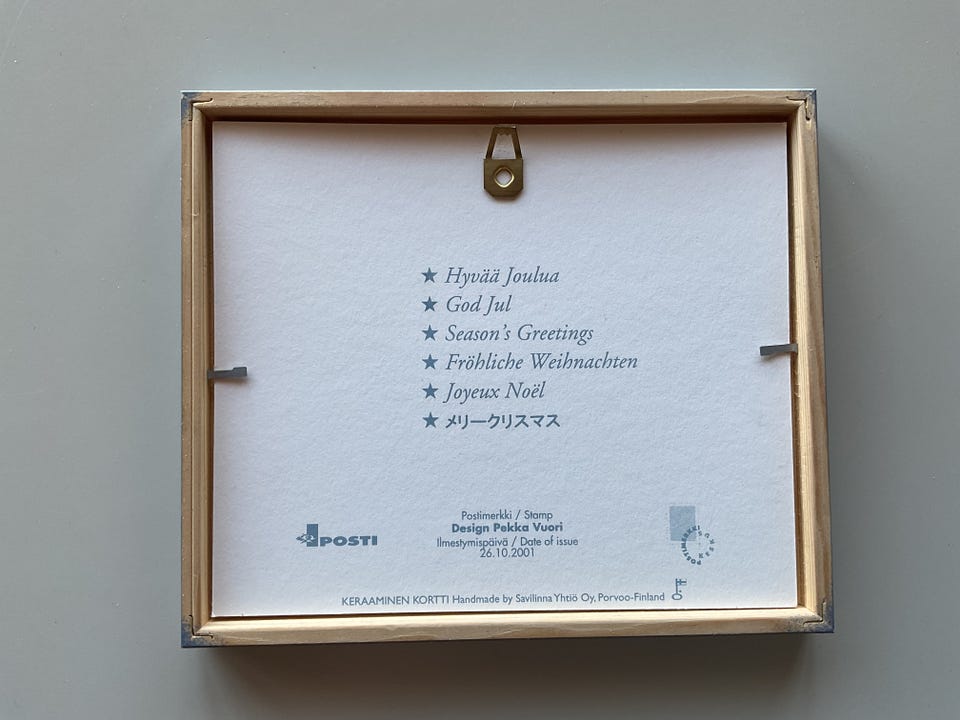 ★ Hyvää Joulua
★ God Jul
★ Season's Greetings
★ Fröhliche Weihnachten
★ Joyeux Noël
★ メリークリスマス
POSTI
Postimerkki / Stamp
Design Pekka Vuori
Ilmestymispäivä / Date of issue
26.10.2001
KERAAMINEN KORTTI Handmade by Savilinna Yhtiö Oy, Porvoo-Finland